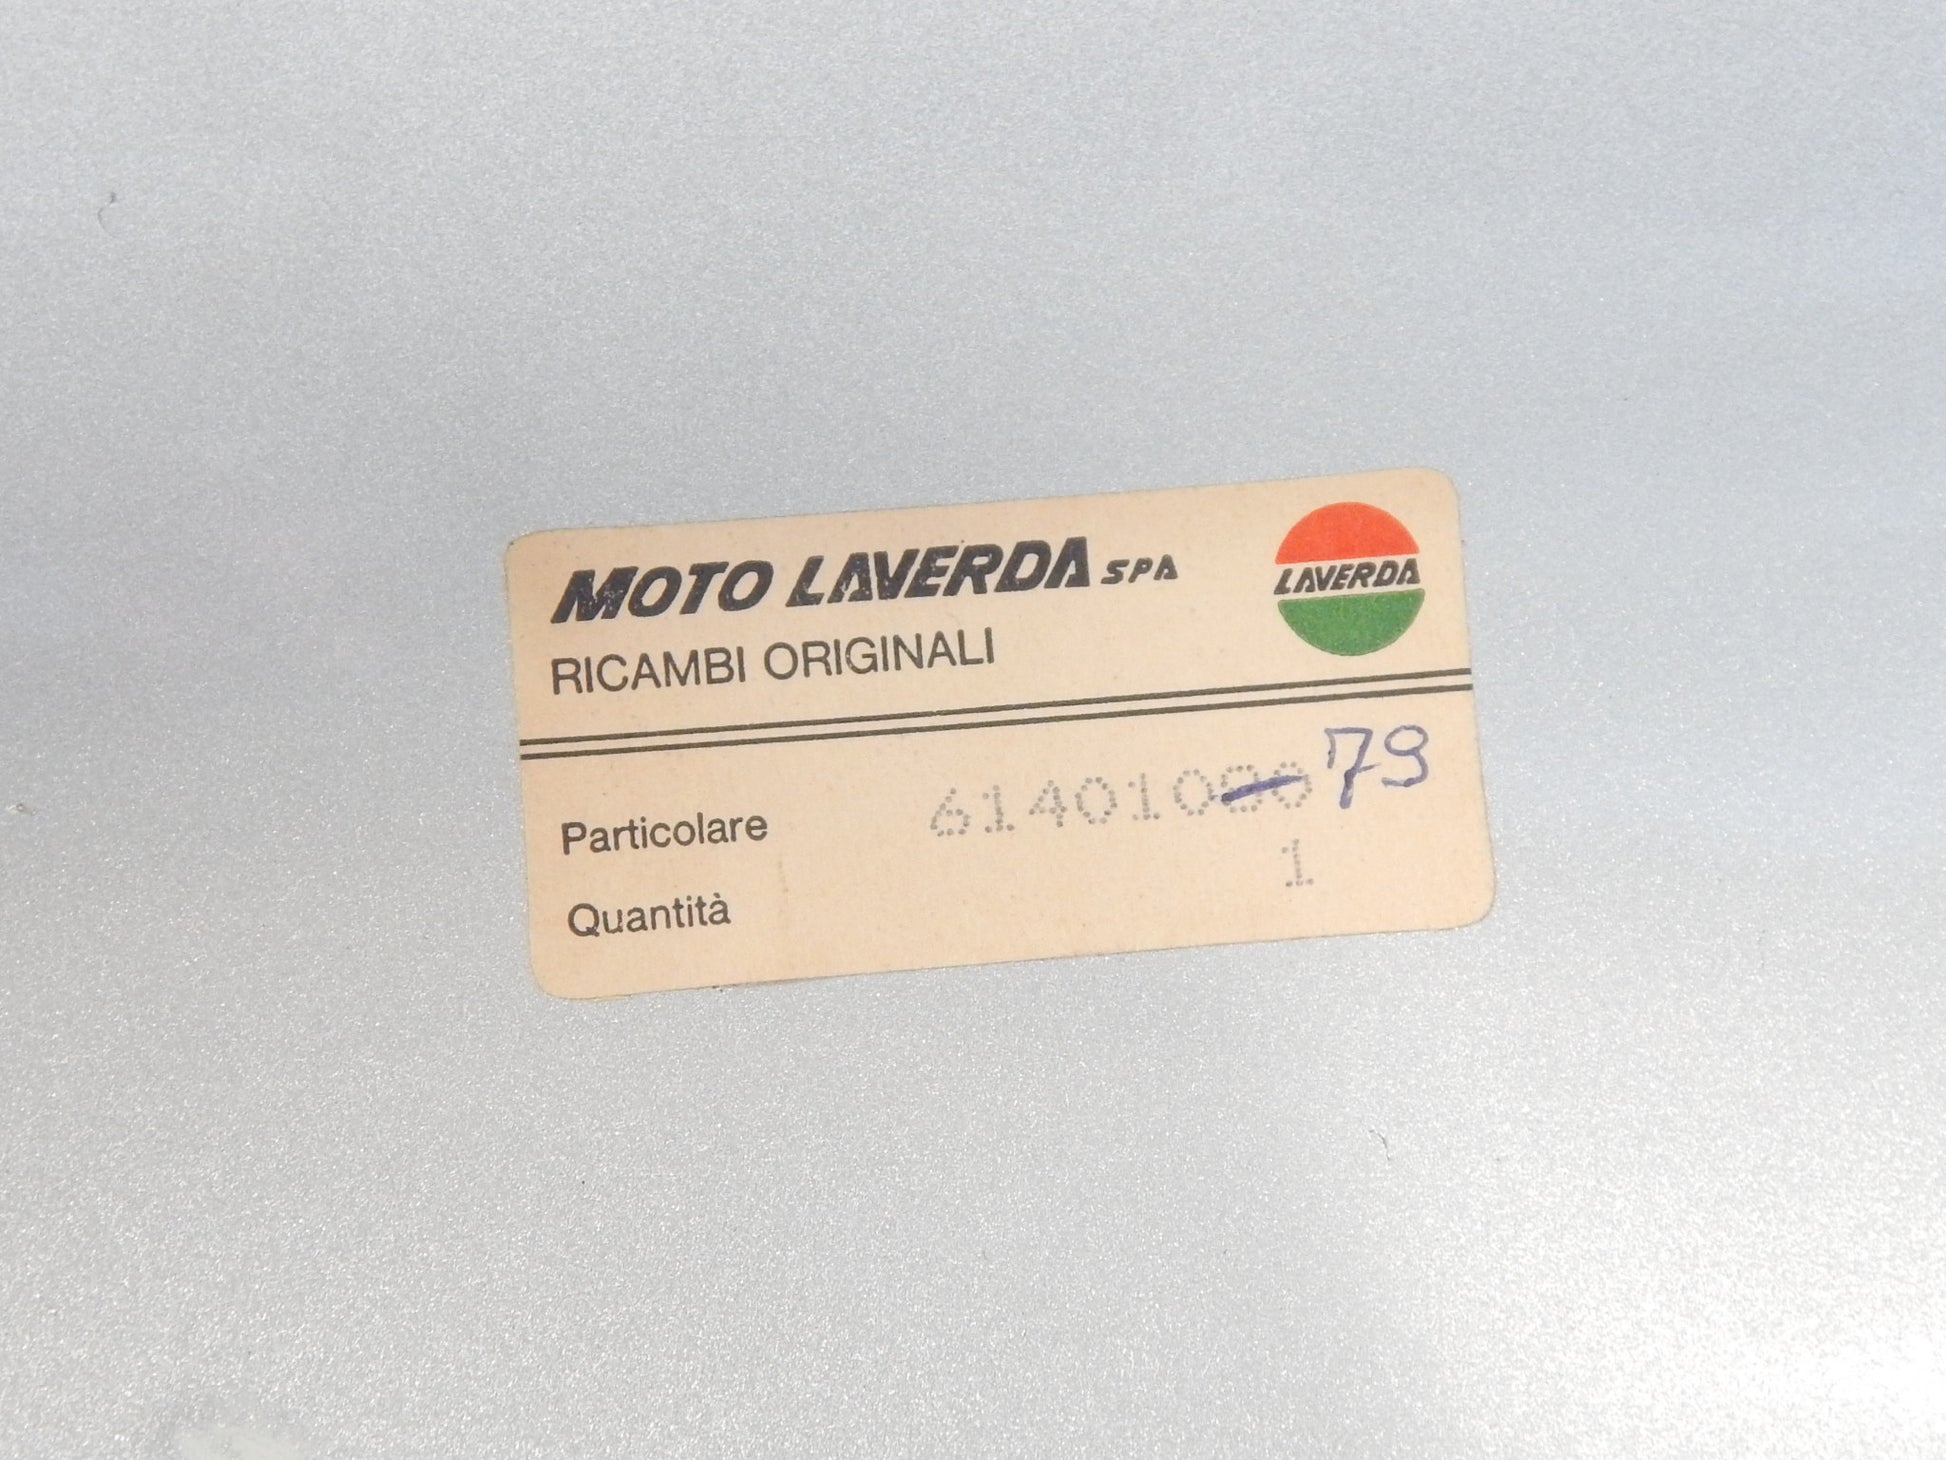 MOTO LAVERDA SPA
LAVERDA
RICAMBI ORIGINALI
Particolare 61401000 79
Quantità 1